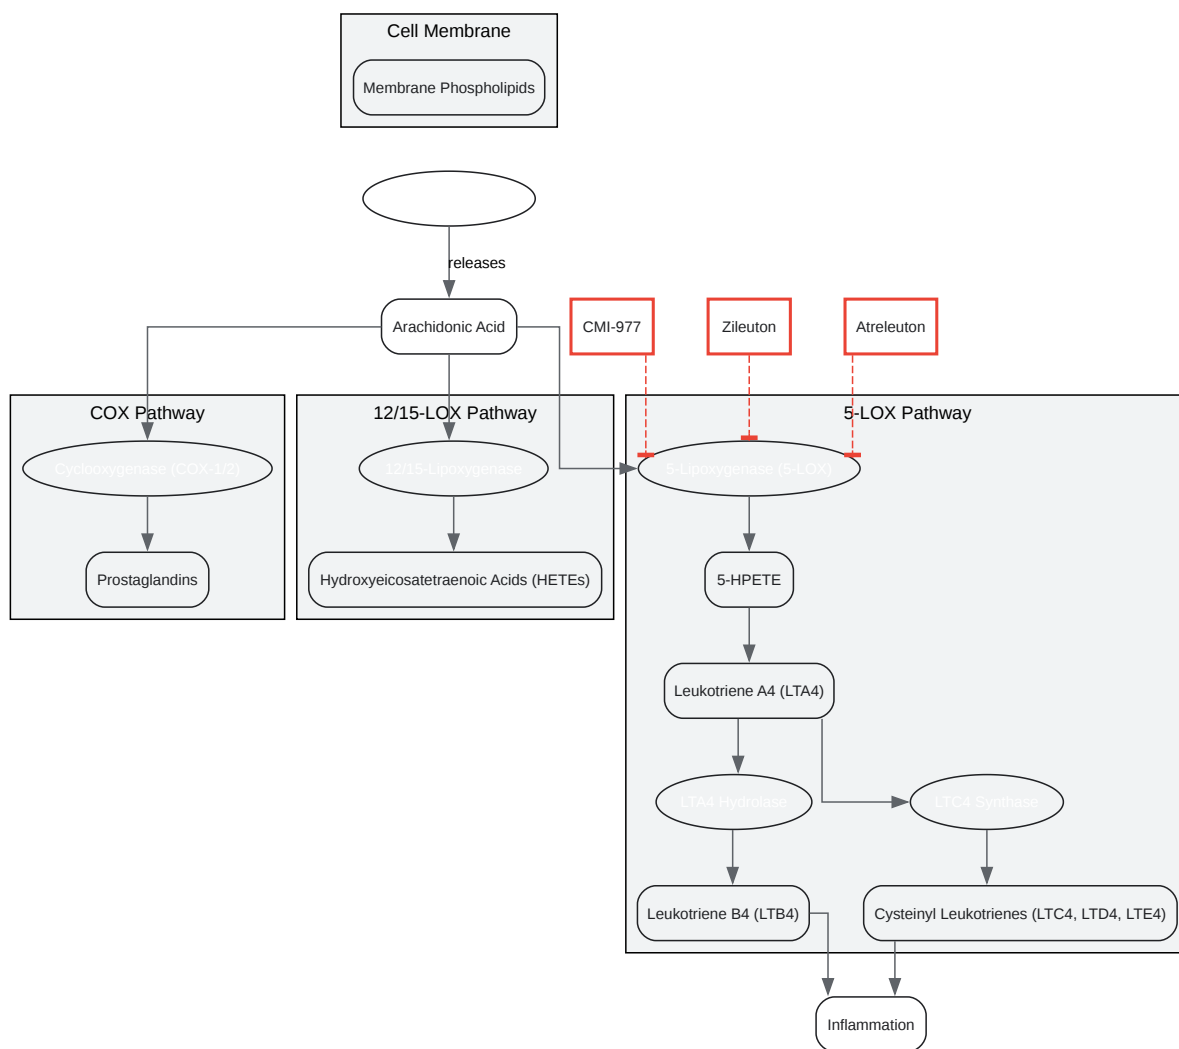 Cell Membrane
Membrane Phospholipids
releases
Arachidonic Acid
CMI-977
Zileuton
Atreleuton
COX Pathway
12/15-LOX Pathway
5-LOX Pathway
Cyclooxygenase (COX-1/2)
12/15-Lipoxygenase
5-Lipoxygenase (5-LOX)
Prostaglandins
Hydroxyeicosatetraenoic Acids (HETEs)
5-HPETE
Leukotriene A4 (LTA4)
LTA4 Hydrolase
LTC4 Synthase
Leukotriene B4 (LTB4)
Cysteinyl Leukotrienes (LTC4, LTD4, LTE4)
Inflammation